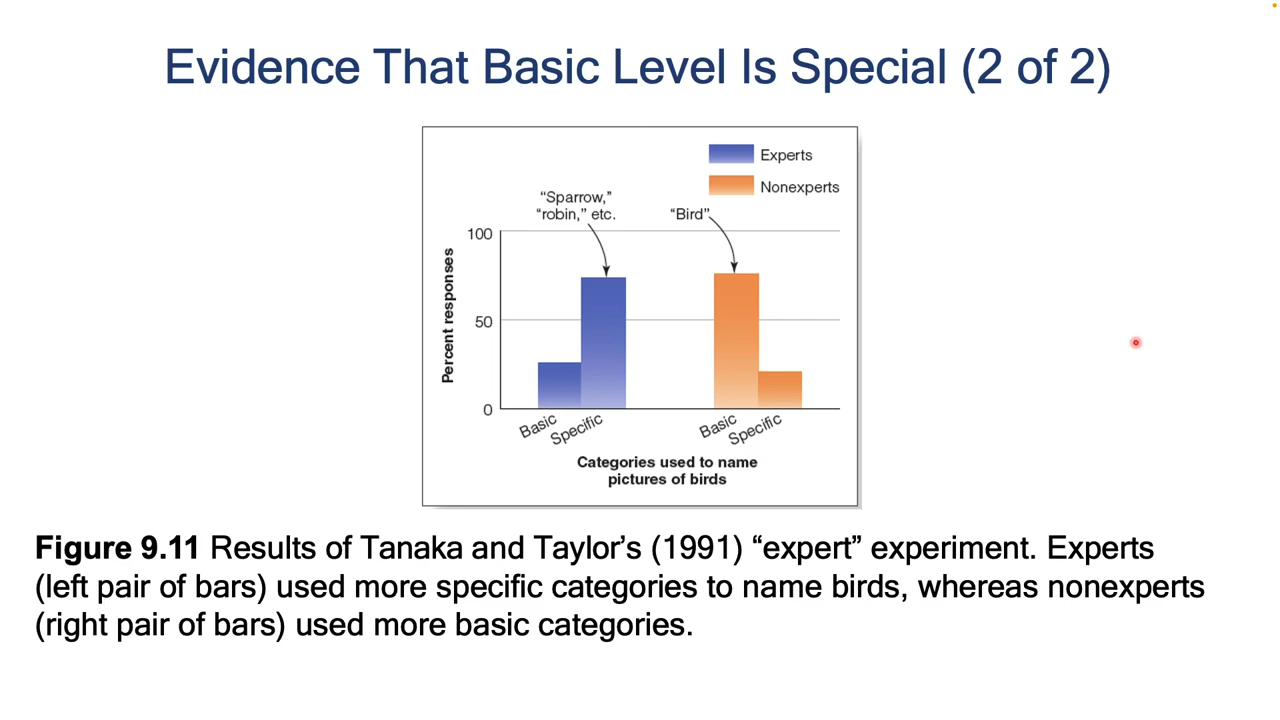 Evidence That Basic Level Is Special (2 of 2)
Experts
Nonexperts
“Sparrow,”
“robin,” etc.
“Bird”
100
50
0
Percent responses
Basic
Specific
Basic
Specific
Categories used to name
pictures of birds
Figure 9.11 Results of Tanaka and Taylor’s (1991) “expert” experiment. Experts
(left pair of bars) used more specific categories to name birds, whereas nonexperts
(right pair of bars) used more basic categories.